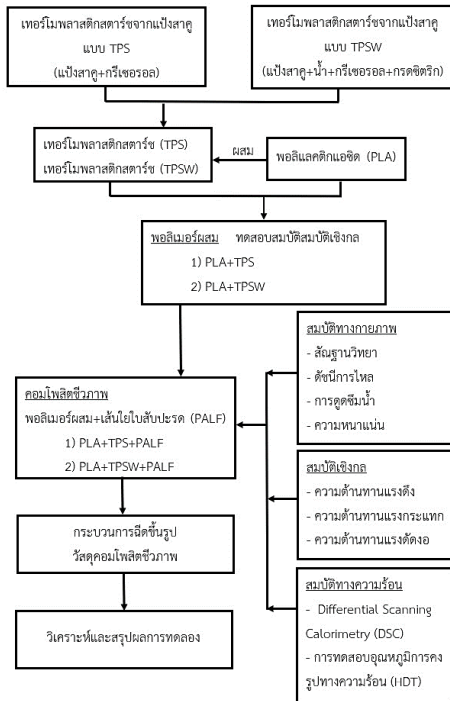 เทอร์โมพลาสติกสตาร์ชจากแป้งสาคู
แบบ TPS
(แป้งสาคู+กรีเซอรอล)
เทอร์โมพลาสติกสตาร์ชจากแป้งสาคู
แบบ TPSW
(แป้งสาคู+น้ำ+กรีเซอรอล+กรดซิตริก)
เทอร์โมพลาสติกสตาร์ช (TPS)
เทอร์โมพลาสติกสตาร์ช (TPSW)
ผสม
พอลิแลคติกแอซิด (PLA)
พอลิเมอร์ผสม ทดสอบสมบัติสมบัติเชิงกล
1) PLA+TPS
2) PLA+TPSW
สมบัติทางกายภาพ
- สัณฐานวิทยา
- ดัชนีการไหล
- การดูดซึมน้ำ
- ความหนาแน่น
คอมโพสิตชีวภาพ
พอลิเมอร์ผสม+เส้นใยใบสับปะรด (PALF)
1) PLA+TPS+PALF
2) PLA+TPSW+PALF
สมบัติเชิงกล
- ความต้านทานแรงดึง
- ความต้านทานแรงกระแทก
- ความต้านทานแรงดัดงอ
กระบวนการฉีดขึ้นรูป
วัสดุคอมโพสิตชีวภาพ
สมบัติทางความร้อน
- Differential Scanning
Calorimetry (DSC)
- การทดสอบอุณหภูมิการคง
รูปทางความร้อน (HDT)
วิเคราะห์และสรุปผลการทดลอง